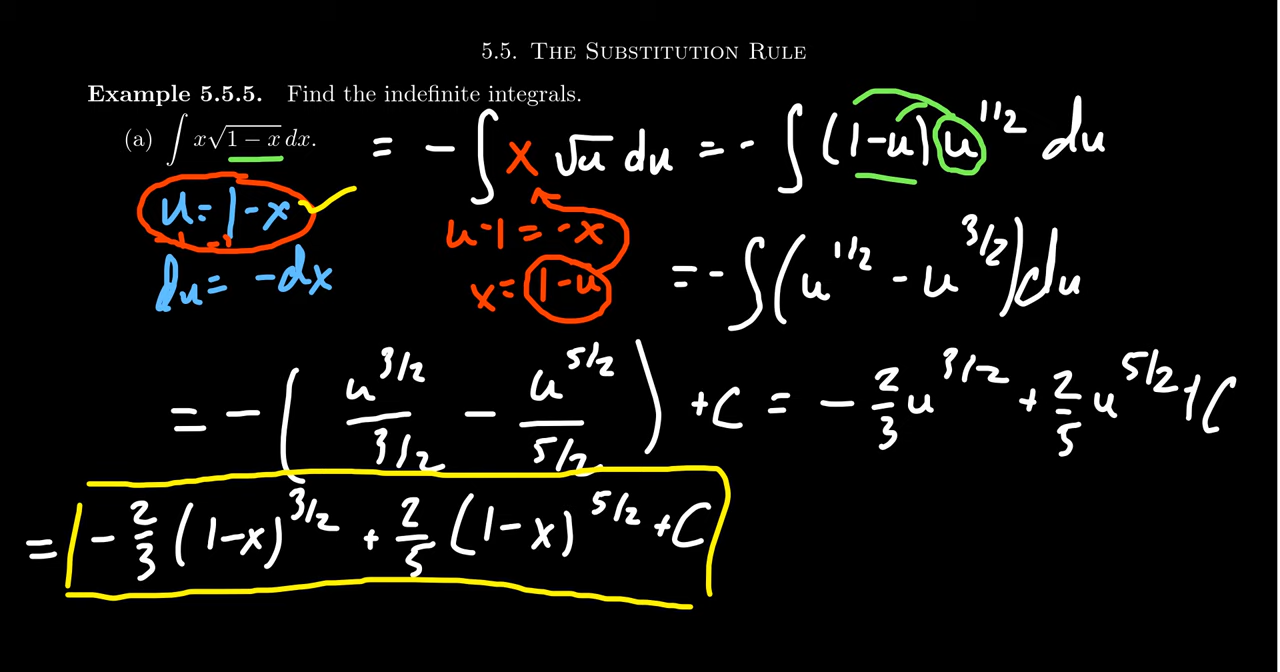 5.5. THE SUBSTITUTION RULE
Example 5.5.5. Find the indefinite integrals.
(a) ∫ x√(1 − x) dx. = - ∫ x √u du = - ∫ (1-u) u^{1/2} du
u = 1-x
-1 -1
u-1 = -x
du = -dx
x = 1-u
= - ∫ (u^{1/2} - u^{3/2}) du
= - ( u^{3/2} / (3/2) - u^{5/2} / (5/2) ) + C = - 2/3 u^{3/2} + 2/5 u^{5/2} + C
= - 2/3 (1-x)^{3/2} + 2/5 (1-x)^{5/2} + C